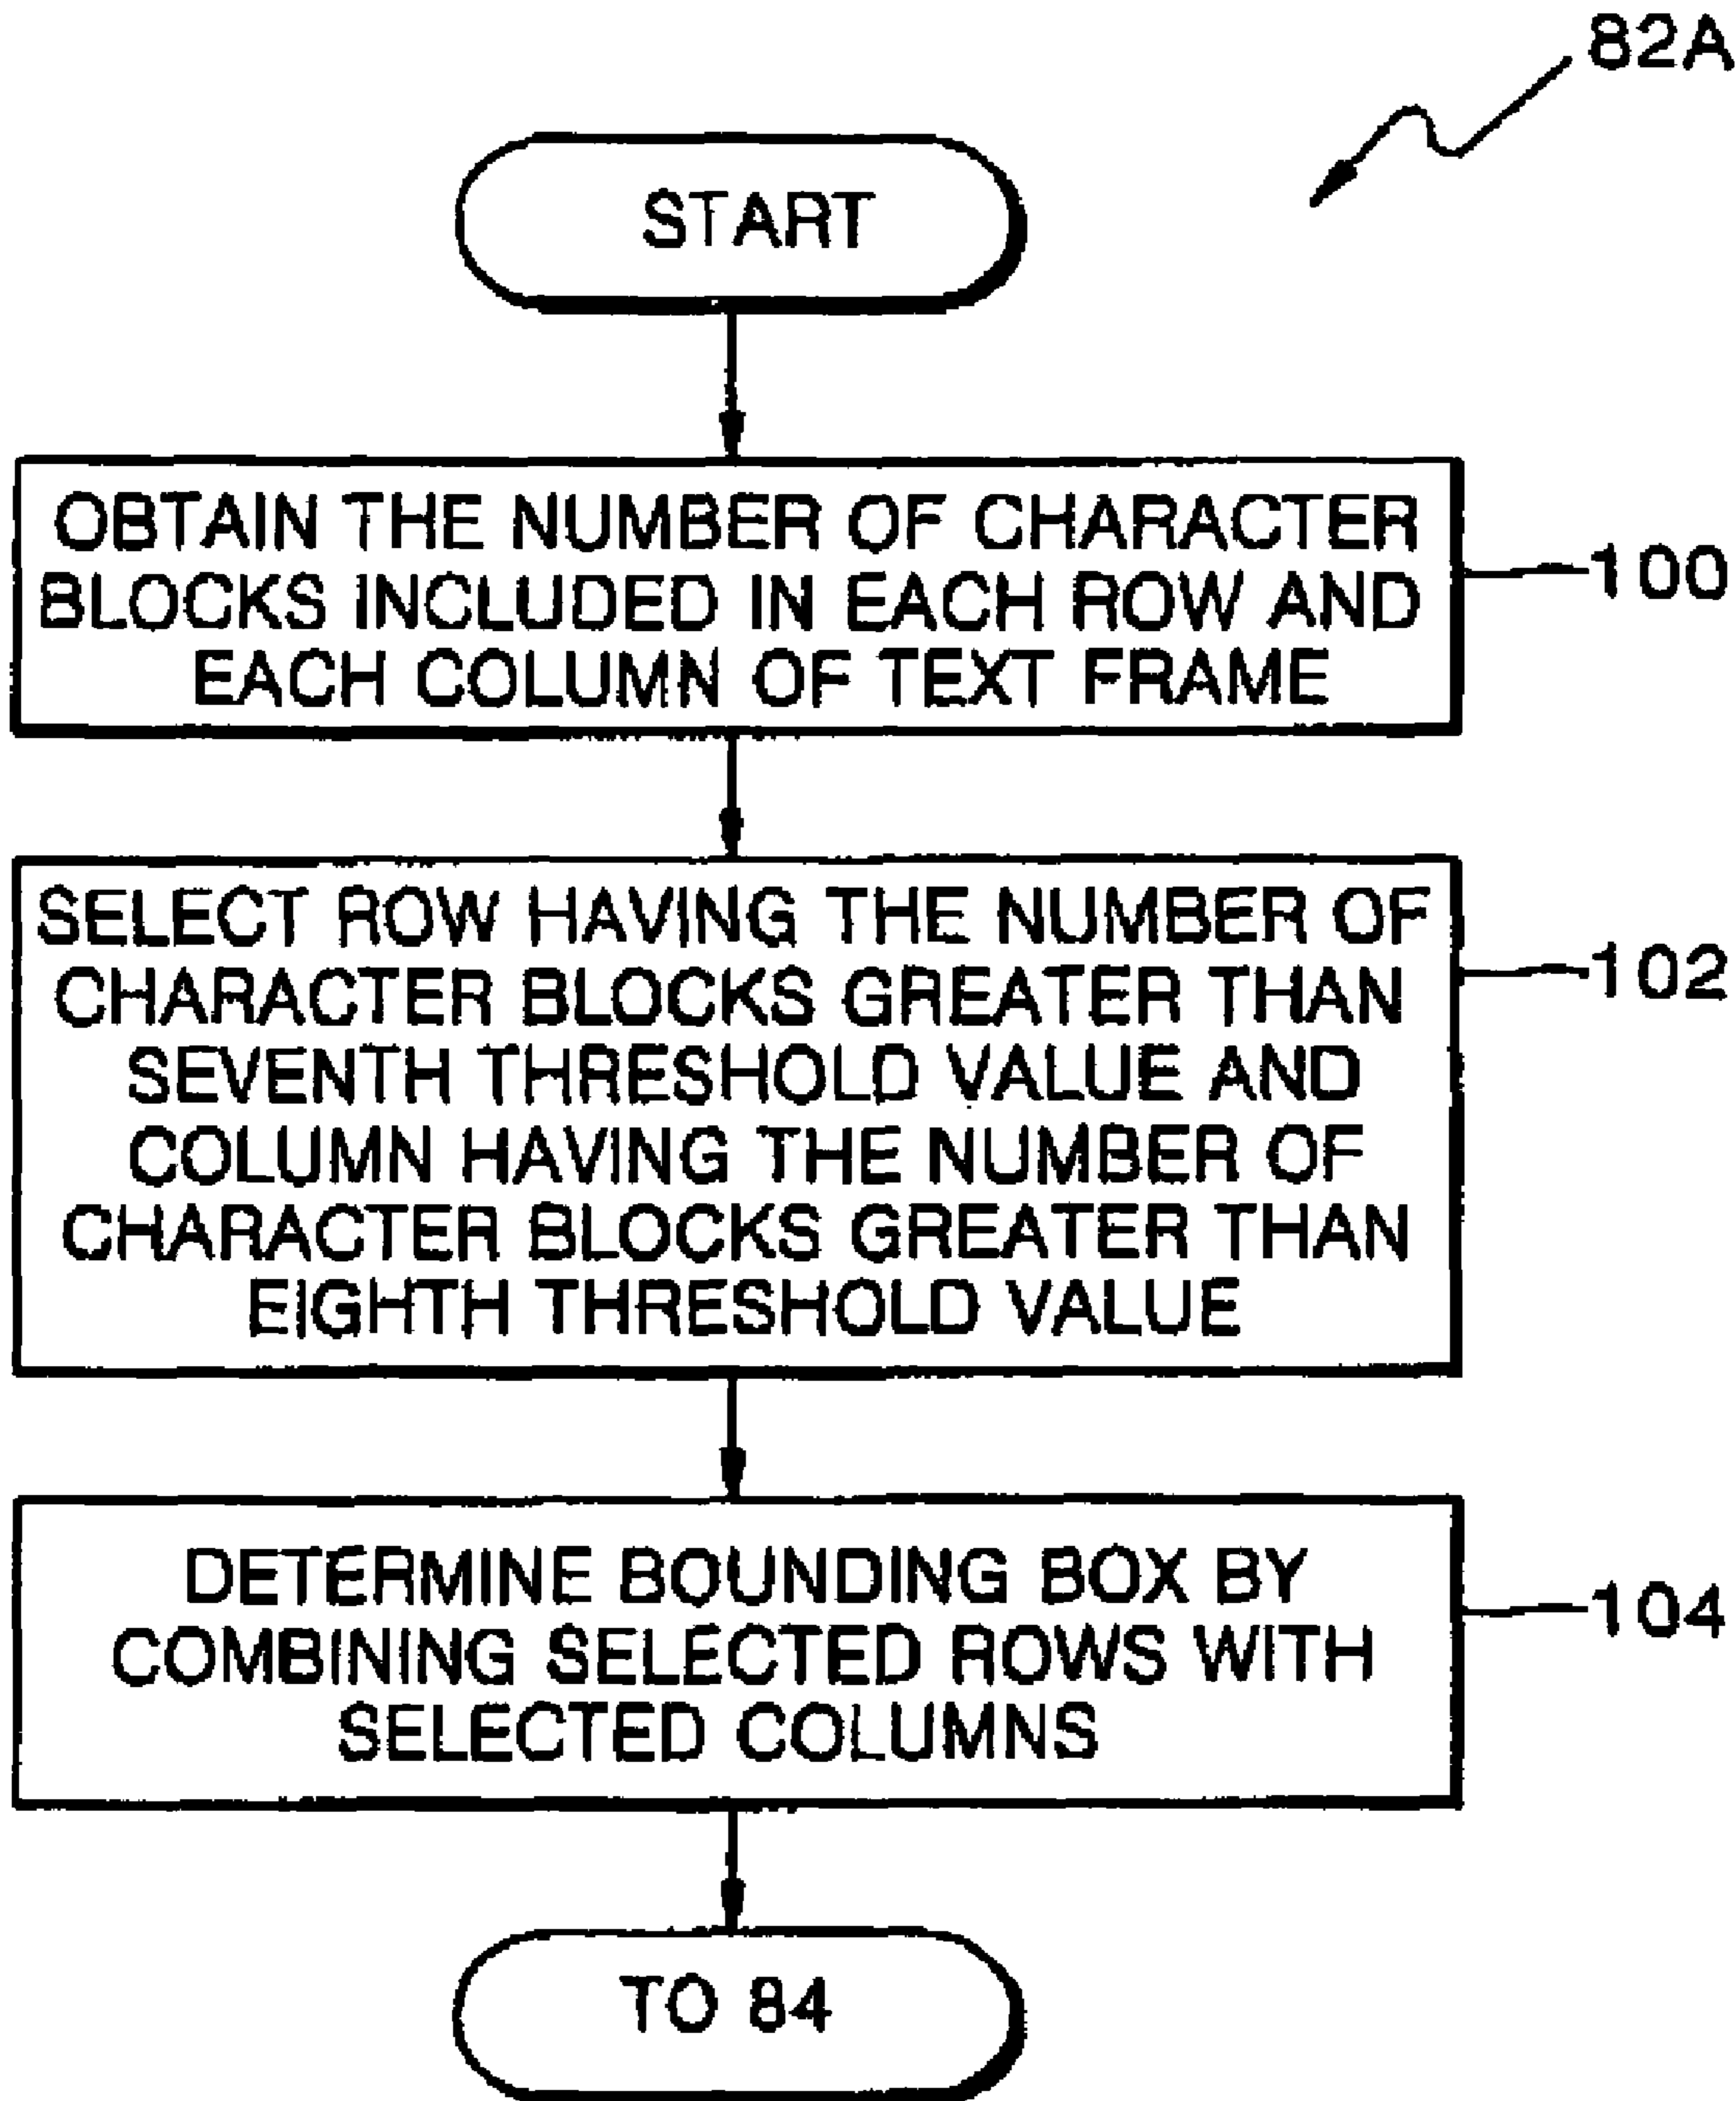 82A
START
OBTAIN THE NUMBER OF CHARACTER
BLOCKS INCLUDED IN EACH ROW AND
EACH COLUMN OF TEXT FRAME
100
SELECT ROW HAVING THE NUMBER OF
CHARACTER BLOCKS GREATER THAN
SEVENTH THRESHOLD VALUE AND
COLUMN HAVING THE NUMBER OF
CHARACTER BLOCKS GREATER THAN
EIGHTH THRESHOLD VALUE
102
DETERMINE BOUNDING BOX BY
COMBINING SELECTED ROWS WITH
SELECTED COLUMNS
104
TO 84